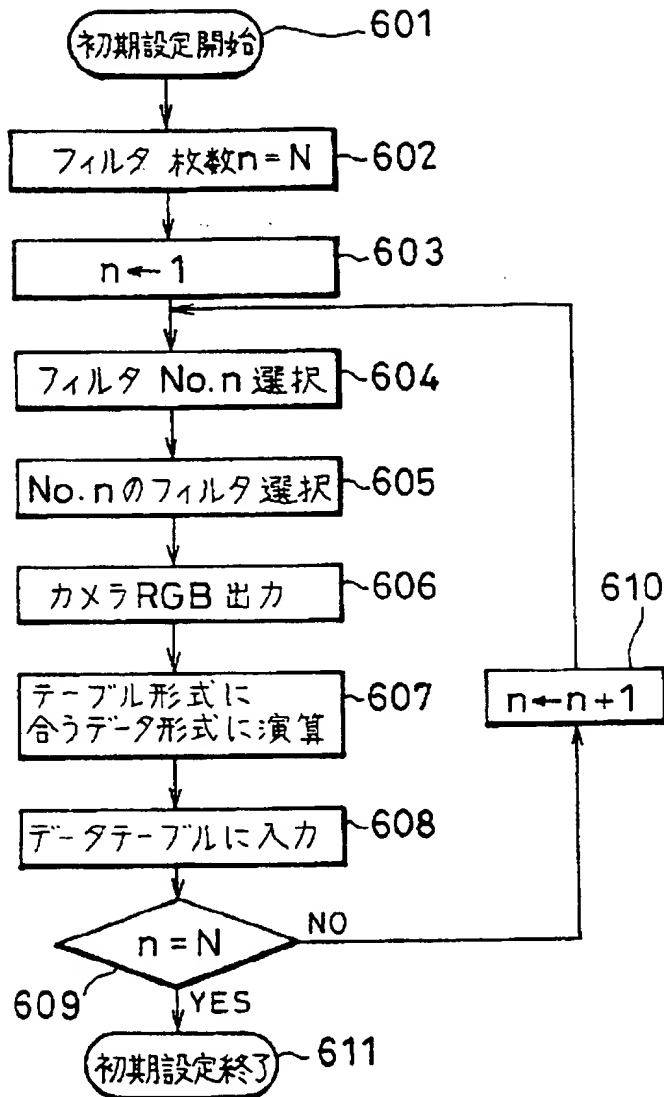 初期設定開始
601
フィルタ 枚数n=N
602
n←1
603
フィルタ No.n 選択
604
No.nのフィルタ選択
605
カメラRGB出力
606
テーブル形式に
合うデータ形式に演算
607
データテーブルに入力
608
n=N
NO
609
YES
610
n←n+1
初期設定終了
611